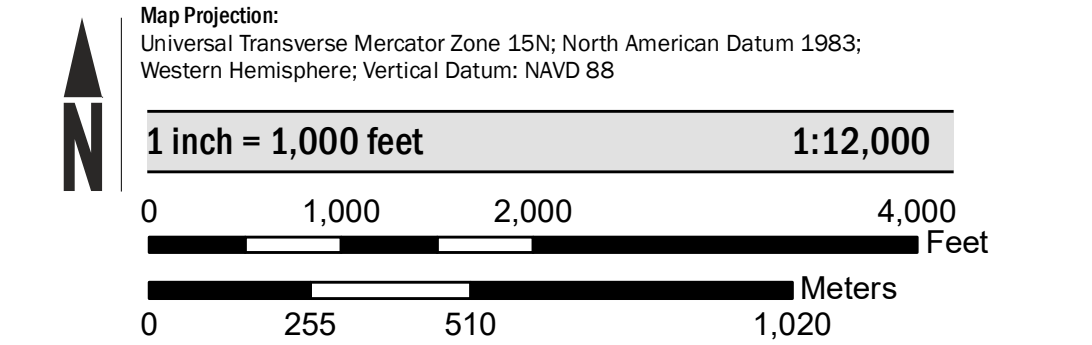 Map Projection:
Universal Transverse Mercator Zone 15N; North American Datum 1983;
Western Hemisphere; Vertical Datum: NAVD 88
N
1 inch = 1,000 feet 1:12,000
0 1,000 2,000 4,000
Feet
Meters
0 255 510 1,020